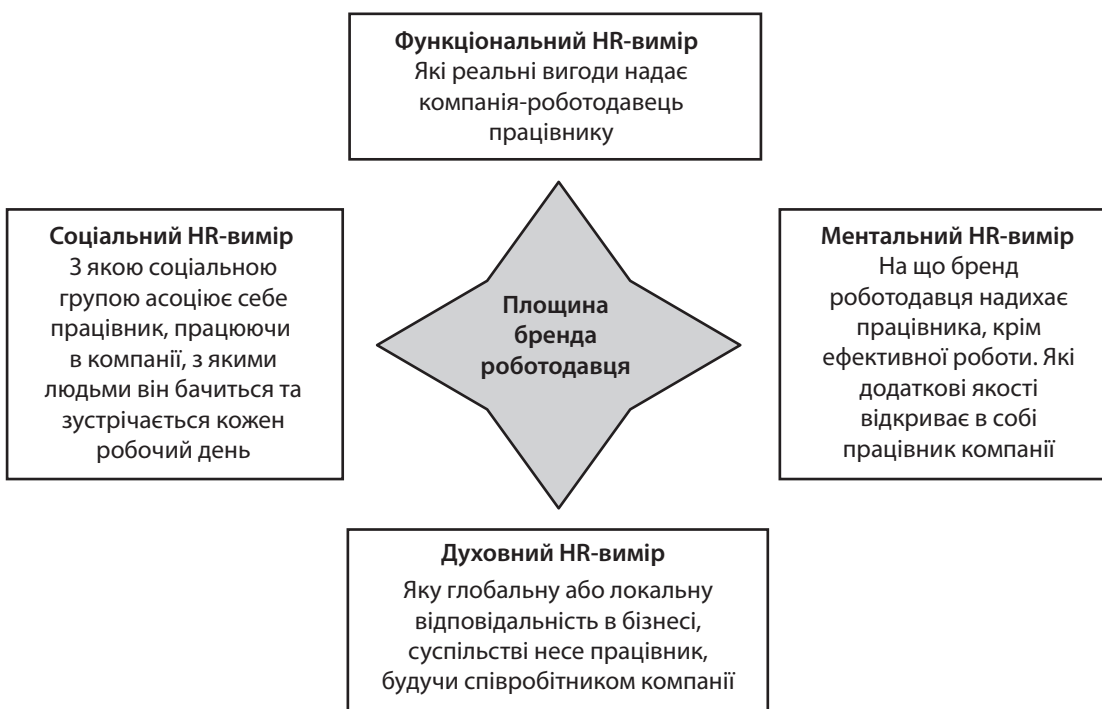 Функціональний HR-вимір
Які реальні вигоди надає
компанія-роботодавець
працівнику
Соціальний HR-вимір
З якою соціальною
групою асоціює себе
працівник, працюючи
в компанії, з якими
людьми він бачиться та
зустрічається кожен
робочий день
Площина
бренда
роботодавця
Ментальний HR-вимір
На що бренд
роботодавця надихає
працівника, крім
ефективної роботи. Які
додаткові якості
відкриває в собі
працівник компанії
Духовний HR-вимір
Яку глобальну або локальну
відповідальність в бізнесі,
суспільстві несе працівник,
будучи співробітником компанії